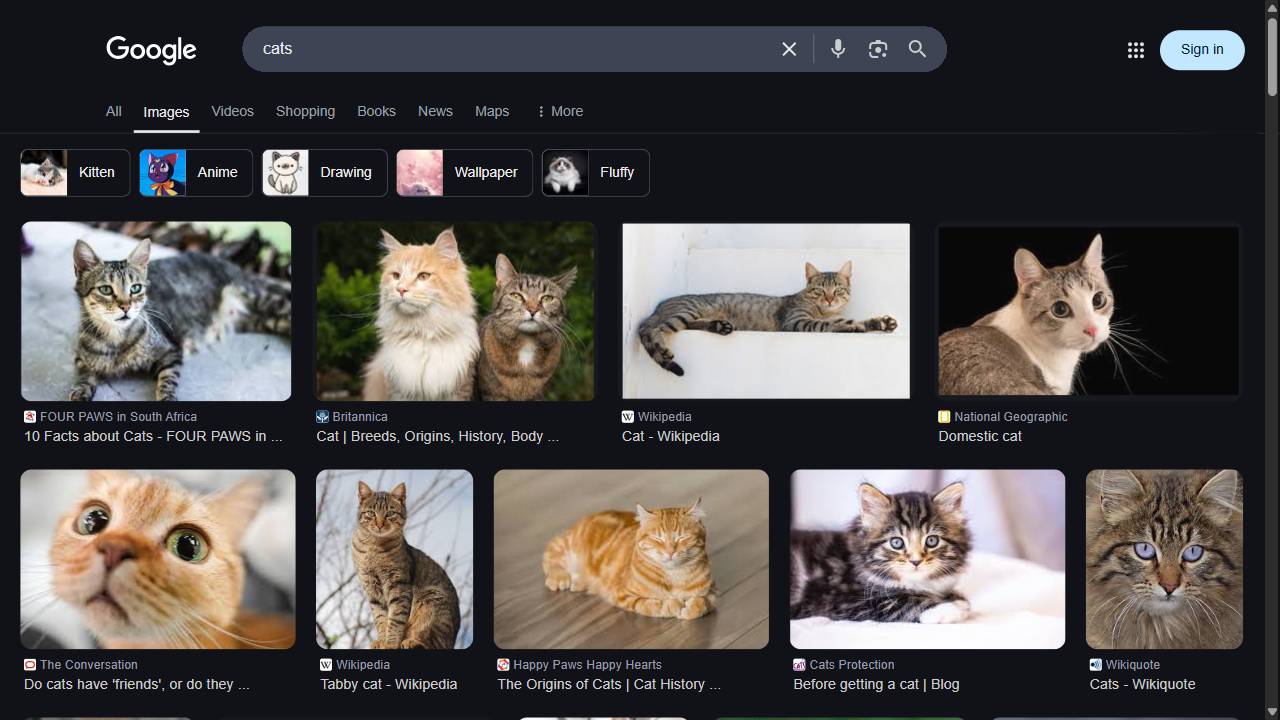 Google
cats
Sign in
All Images Videos Shopping Books News Maps More
Kitten Anime Drawing Wallpaper Fluffy
FOUR PAWS in South Africa
10 Facts about Cats - FOUR PAWS in ...
Britannica
Cat | Breeds, Origins, History, Body ...
Wikipedia
Cat - Wikipedia
National Geographic
Domestic cat
The Conversation
Do cats have 'friends', or do they ...
Wikipedia
Tabby cat - Wikipedia
Happy Paws Happy Hearts
The Origins of Cats | Cat History ...
Cats Protection
Before getting a cat | Blog
Wikiquote
Cats - Wikiquote